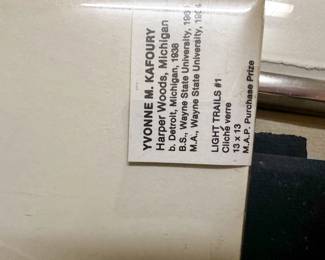 YVONNE M. KAFOURY
Harper Woods, Michigan
b. Detroit, Michigan, 1938
B.S., Wayne State University,
M.A., Wayne State University,
LIGHT TRAILS #1
Cliché verre
13 x 13
M.A.P. Purchase Prize